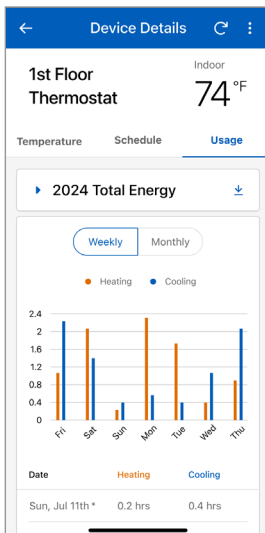 Device Details
1st Floor
Thermostat
Indoor
74°F
Temperature Schedule Usage
2024 Total Energy
Weekly Monthly
Heating Cooling
2.4
2
1.6
1.2
0.8
0.4
0
Fri Sat Sun Mon Tue Wed Thu
Date Heating Cooling
Sun, Jul 11th * 0.2 hrs 0.4 hrs